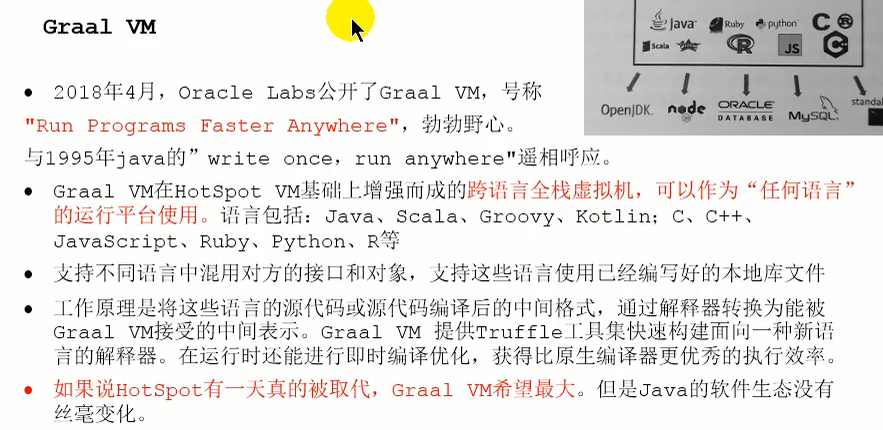 Graal VM
Java
Ruby
python
C
Scala
R
JS
C
OpenJDK
node
ORACLE
DATABASE
MySQL
standal
● 2018年4月，Oracle Labs公开了Graal VM，号称
"Run Programs Faster Anywhere"，勃勃野心。
与1995年java的”write once，run anywhere"遥相呼应。
● Graal VM在HotSpot VM基础上增强而成的跨语言全栈虚拟机，可以作为“任何语言”
的运行平台使用。语言包括：Java、Scala、Groovy、Kotlin；C、C++、
JavaScript、Ruby、Python、R等
● 支持不同语言中混用对方的接口和对象，支持这些语言使用已经编写好的本地库文件
● 工作原理是将这些语言的源代码或源代码编译后的中间格式，通过解释器转换为能被
Graal VM接受的中间表示。Graal VM 提供Truffle工具集快速构建面向一种新语
言的解释器。在运行时还能进行即时编译优化，获得比原生编译器更优秀的执行效率。
● 如果说HotSpot有一天真的被取代，Graal VM希望最大。但是Java的软件生态没有
丝毫变化。